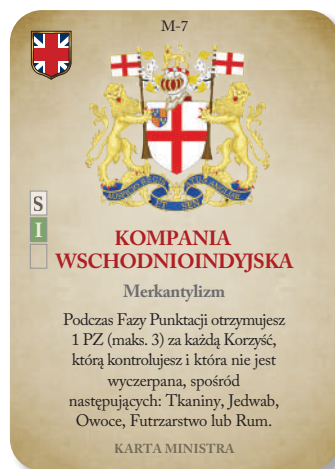 M-7
S
I
KOMPANIA
WSCHODNIOINDYJSKA
Merkantylizm
Podczas Fazy Punktacji otrzymujesz
1 PZ (maks. 3) za każdą Korzyść,
którą kontrolujesz i która nie jest
wyczerpana, spośród
następujących: Tkaniny, Jedwab,
Owoce, Futrzarstwo lub Rum.
KARTA MINISTRA